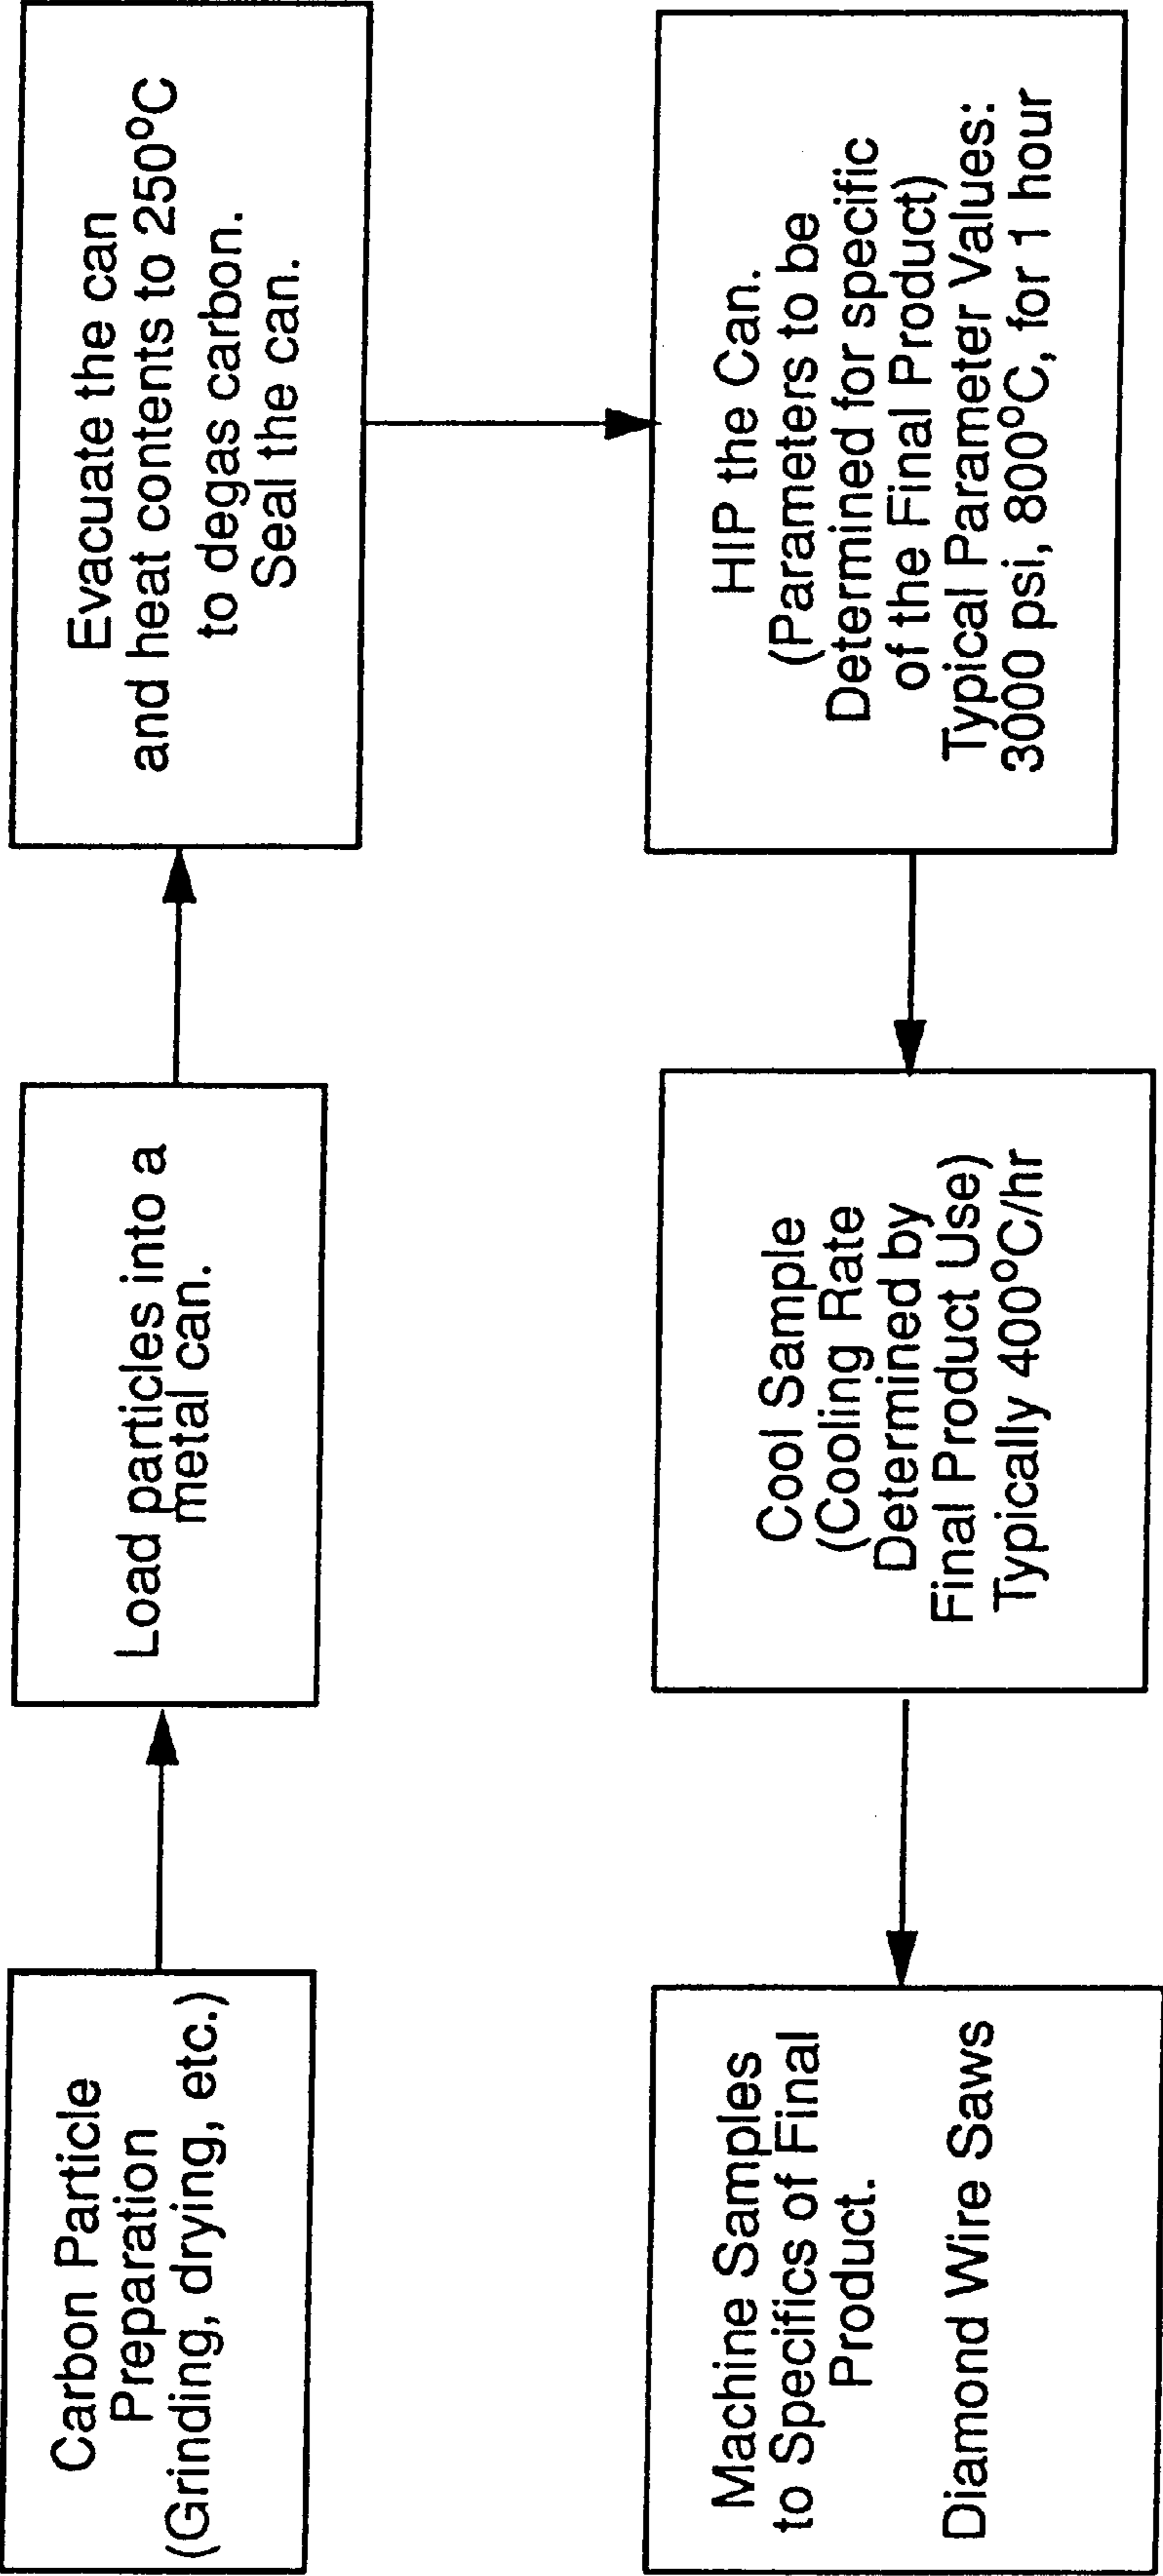 Carbon Particle
Preparation
(Grinding, drying, etc.)
Load particles into a
metal can.
Evacuate the can
and heat contents to 250°C
to degas carbon.
Seal the can.
HIP the Can.
(Parameters to be
Determined for specific
of the Final Product)
Typical Parameter Values:
3000 psi, 800°C, for 1 hour
Cool Sample
(Cooling Rate
Determined by
Final Product Use)
Typically 400°C/hr
Machine Samples
to Specifics of Final
Product.
Diamond Wire Saws